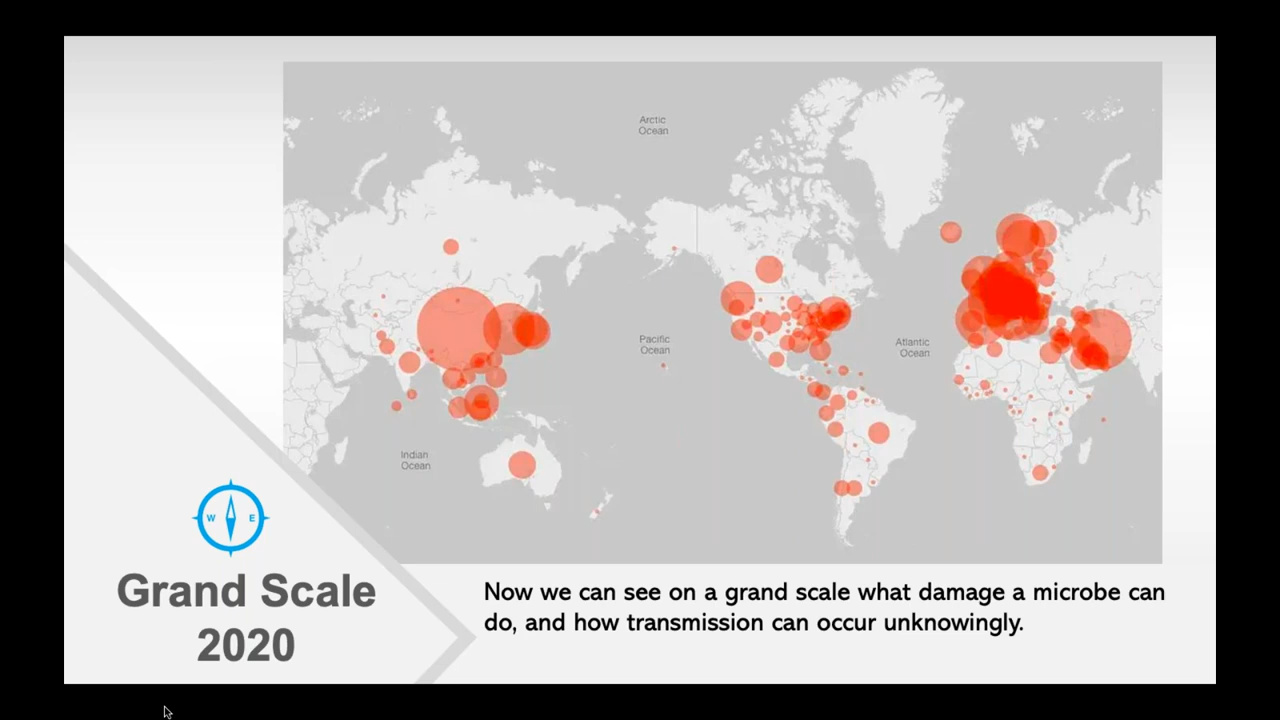 Arctic
Ocean
Pacific
Ocean
Atlantic
Ocean
Indian
Ocean
W E
Grand Scale
2020
Now we can see on a grand scale what damage a microbe can
do, and how transmission can occur unknowingly.